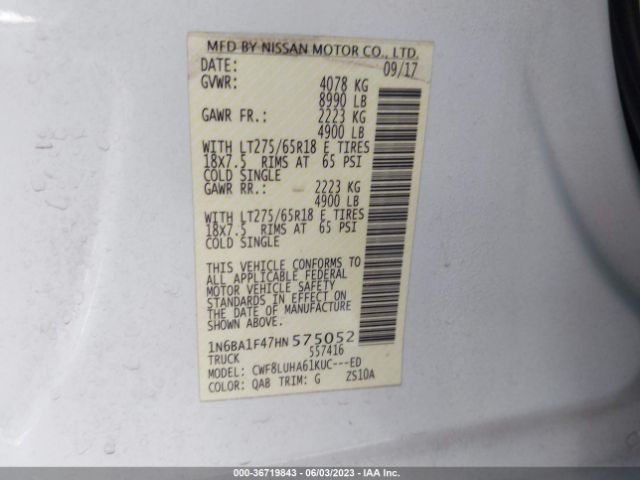 MFD BY NISSAN MOTOR CO., LTD.
DATE: 09/17
GVWR: 4078 KG
8990 LB
GAWR FR.: 2223 KG
4900 LB
WITH LT275/65R18 E TIRES
18x7.5 RIMS AT 65 PSI
COLD SINGLE
GAWR RR.: 2223 KG
4900 LB
WITH LT275/65R18 E TIRES
18x7.5 RIMS AT 65 PSI
COLD SINGLE
THIS VEHICLE CONFORMS TO
ALL APPLICABLE FEDERAL
MOTOR VEHICLE SAFETY
STANDARDS IN EFFECT ON
THE DATE OF MANUFACTURE
SHOWN ABOVE.
1N6BA1F47HN 575052
TRUCK 557416
MODEL: CWF8LUHA61KUC---ED
COLOR: QAB TRIM: G ZS10A
000-36719843 - 06/03/2023 - IAA Inc.